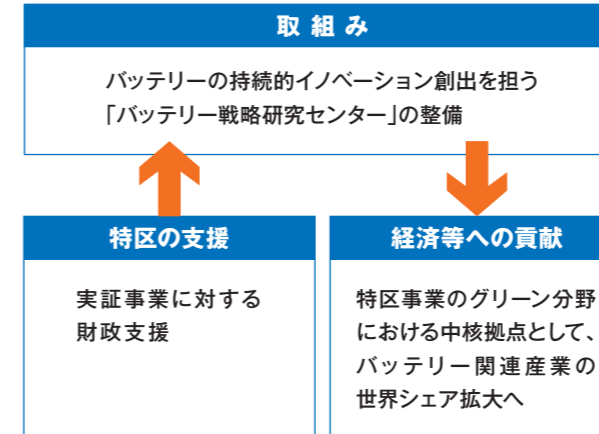 取組み
バッテリーの持続的イノベーション創出を担う
「バッテリー戦略研究センター」の整備
特区の支援
実証事業に対する
財政支援
経済等への貢献
特区事業のグリーン分野
における中核拠点として、
バッテリー関連産業の
世界シェア拡大へ